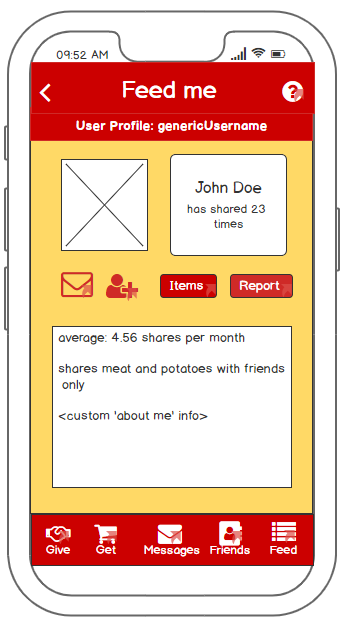 09:52 AM
Feed me
?
User Profile: genericUsername
John Doe
has shared 23
times
Items
Report
average: 4.56 shares per month
shares meat and potatoes with friends
only
<custom 'about me' info>
Give
Get
Messages
Friends
Feed